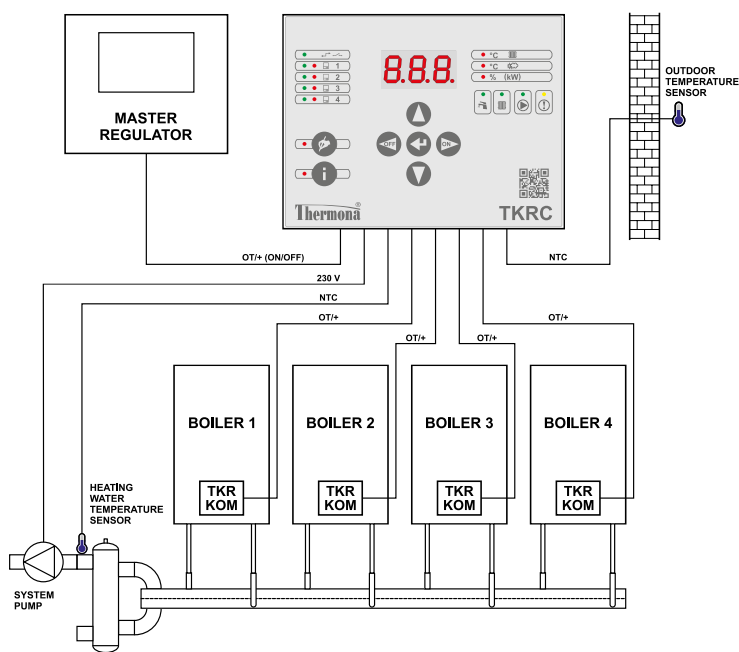 MASTER
REGULATOR
1
2
3
4
8.8.8.
°C
°C
% (kW)
OFF
ON
i
Thermona®
TKRC
OUTDOOR
TEMPERATURE
SENSOR
OT/+ (ON/OFF)
NTC
230 V
NTC
OT/+
OT/+
OT/+
OT/+
BOILER 1
BOILER 2
BOILER 3
BOILER 4
TKR
KOM
TKR
KOM
TKR
KOM
TKR
KOM
HEATING
WATER
TEMPERATURE
SENSOR
SYSTEM
PUMP